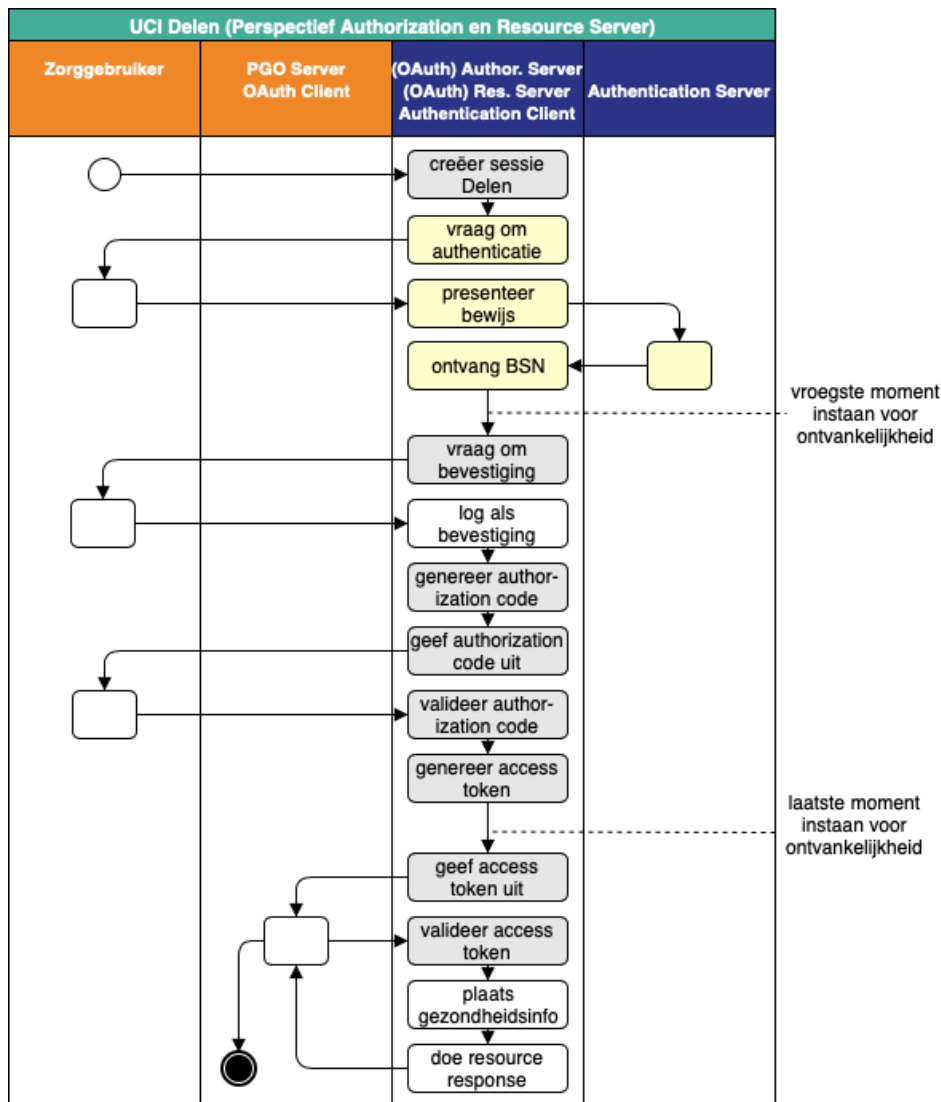 UCI Delen (Perspectief Authorization en Resource Server)
Zorggebruiker
PGO Server
OAuth Client
(OAuth) Author. Server
(OAuth) Res. Server
Authentication Client
Authentication Server
creëer sessie
Delen
vraag om
authenticatie
presenteer
bewijs
ontvang BSN
vroegste moment
instaan voor
ontvankelijkheid
vraag om
bevestiging
log als
bevestiging
genereer author-
ization code
geef authorization
code uit
valideer author-
ization code
genereer access
token
laatste moment
instaan voor
ontvankelijkheid
geef access
token uit
valideer access
token
plaats
gezondheidsinfo
doe resource
response